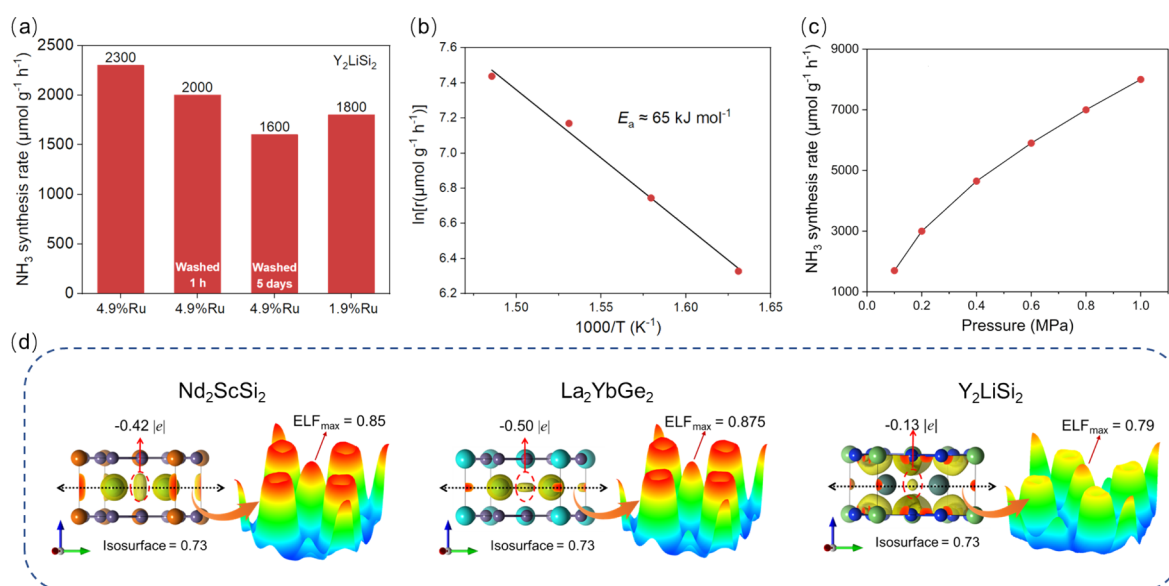 (a)
NH₃ synthesis rate (μmol g⁻¹ h⁻¹)
2500
2000
1500
1000
500
0
Y₂LiSi₂
2300
2000
1600
1800
Washed
1 h
Washed
5 days
4.9%Ru
4.9%Ru
4.9%Ru
1.9%Ru
(b)
ln[r(μmol g⁻¹ h⁻¹)]
7.6
7.4
7.2
7.0
6.8
6.6
6.4
6.2
Eₐ ≈ 65 kJ mol⁻¹
1.50
1.55
1.60
1.65
1000/T (K⁻¹)
(c)
NH₃ synthesis rate (μmol g⁻¹ h⁻¹)
9000
7000
5000
3000
1000
0.0
0.2
0.4
0.6
0.8
1.0
Pressure (MPa)
(d)
Nd₂ScSi₂
-0.42 |e|
ELFmax = 0.85
Isosurface = 0.73
La₂YbGe₂
-0.50 |e|
ELFmax = 0.875
Isosurface = 0.73
Y₂LiSi₂
-0.13 |e|
ELFmax = 0.79
Isosurface = 0.73